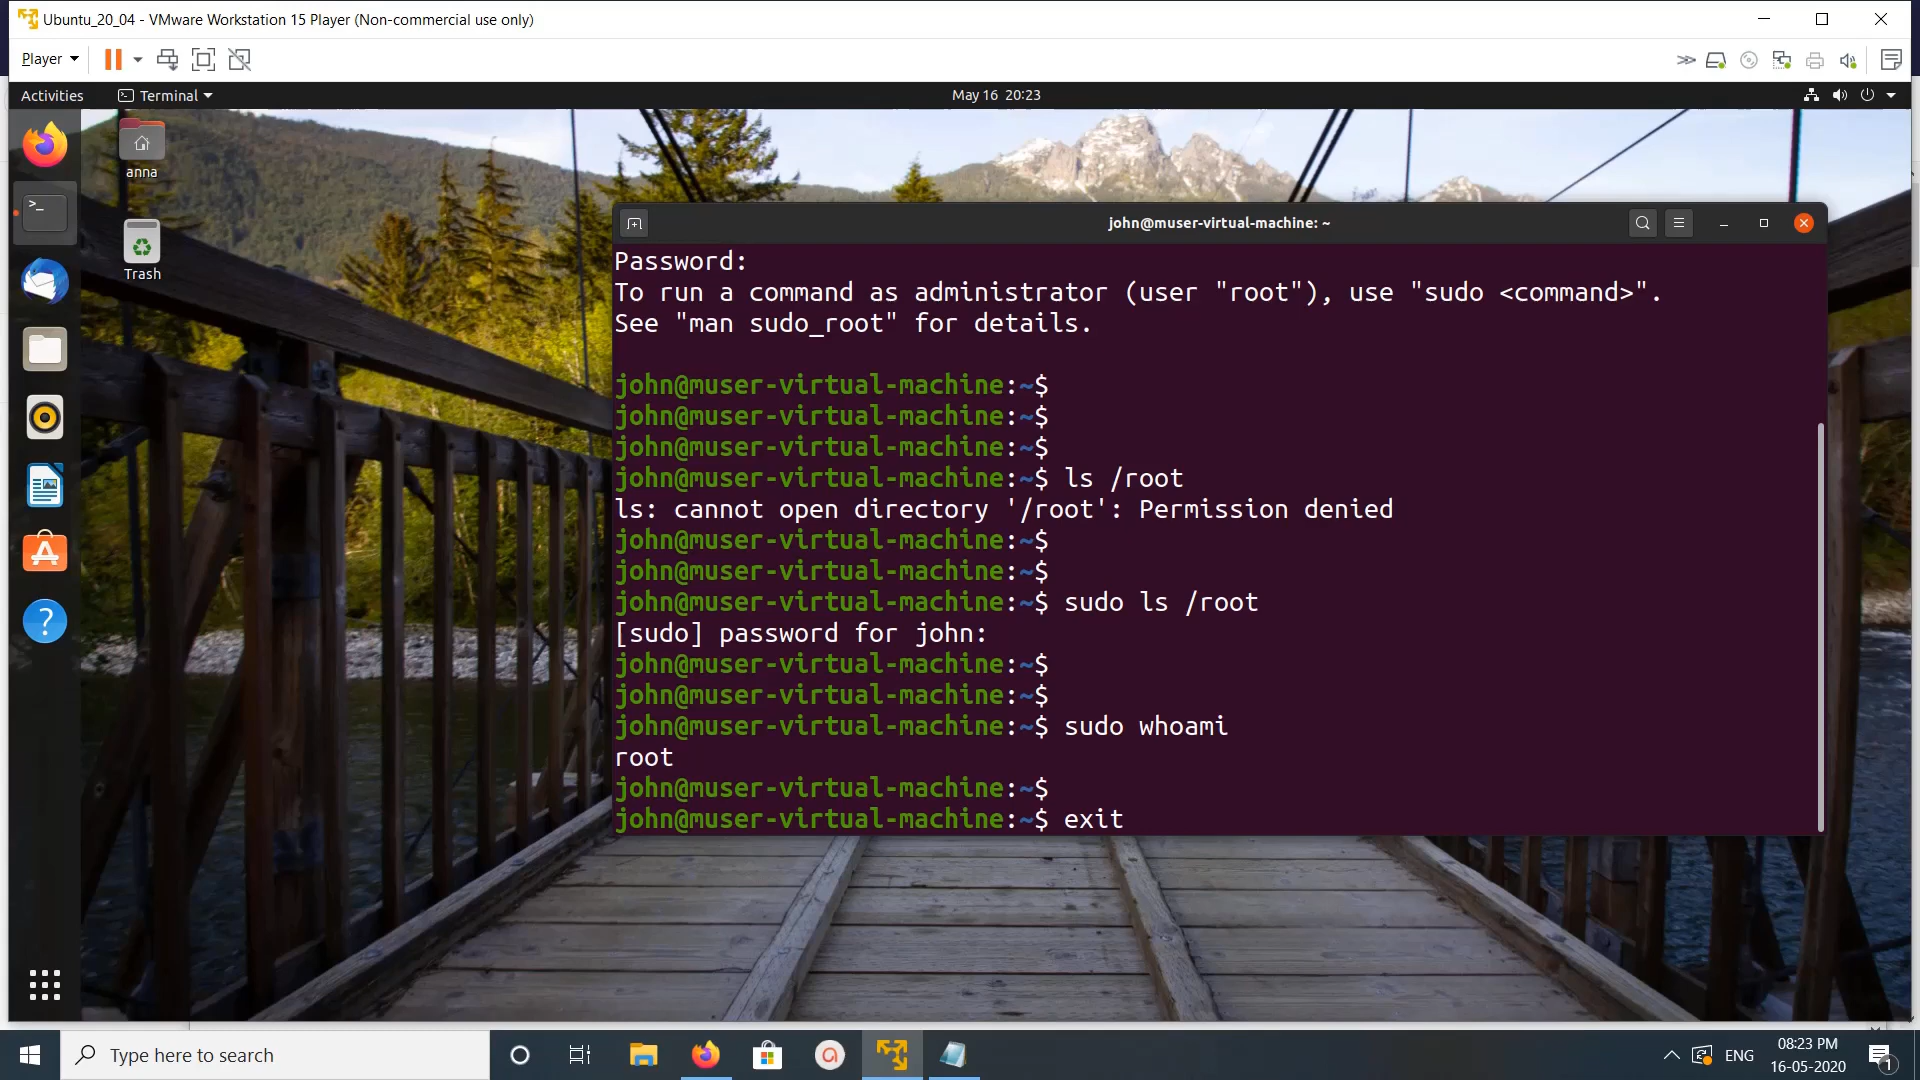 Ubuntu_20_04 - VMware Workstation 15 Player (Non-commercial use only)
Player
Activities
Terminal
May 16 20:23
anna
Trash
john@muser-virtual-machine: ~
Password:
To run a command as administrator (user "root"), use "sudo <command>".
See "man sudo_root" for details.
john@muser-virtual-machine:~$
john@muser-virtual-machine:~$
john@muser-virtual-machine:~$
john@muser-virtual-machine:~$ ls /root
ls: cannot open directory '/root': Permission denied
john@muser-virtual-machine:~$
john@muser-virtual-machine:~$
john@muser-virtual-machine:~$ sudo ls /root
[sudo] password for john:
john@muser-virtual-machine:~$
john@muser-virtual-machine:~$
john@muser-virtual-machine:~$ sudo whoami
root
john@muser-virtual-machine:~$
john@muser-virtual-machine:~$ exit
Type here to search
ENG
08:23 PM
16-05-2020
1